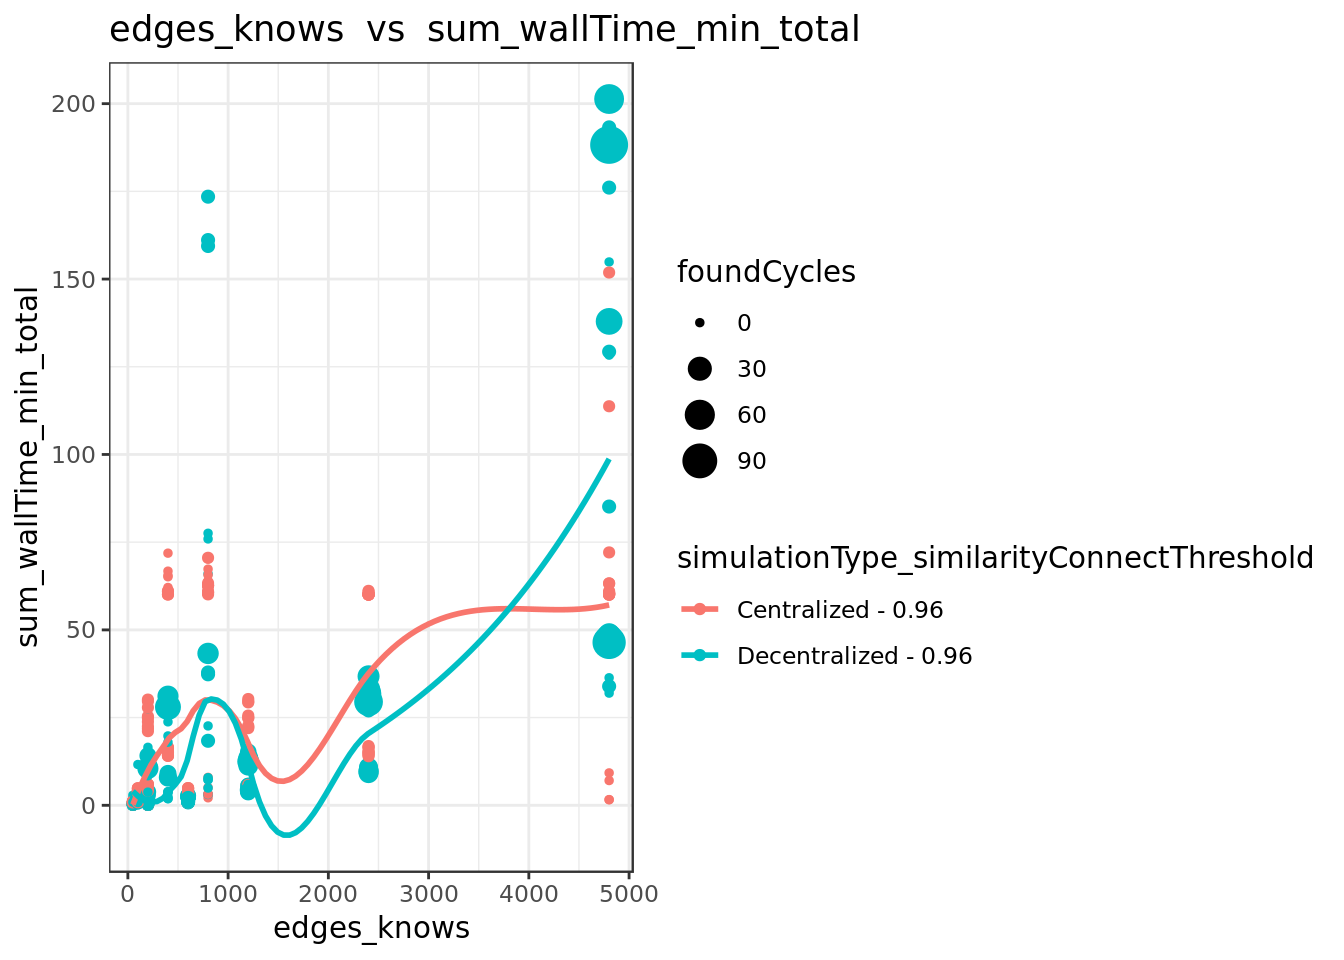 edges_knows  vs  sum_wallTime_min_total
sum_wallTime_min_total
200
150
100
50
0
0 1000 2000 3000 4000 5000
edges_knows
foundCycles
0
30
60
90
simulationType_similarityConnectThreshold
Centralized - 0.96
Decentralized - 0.96